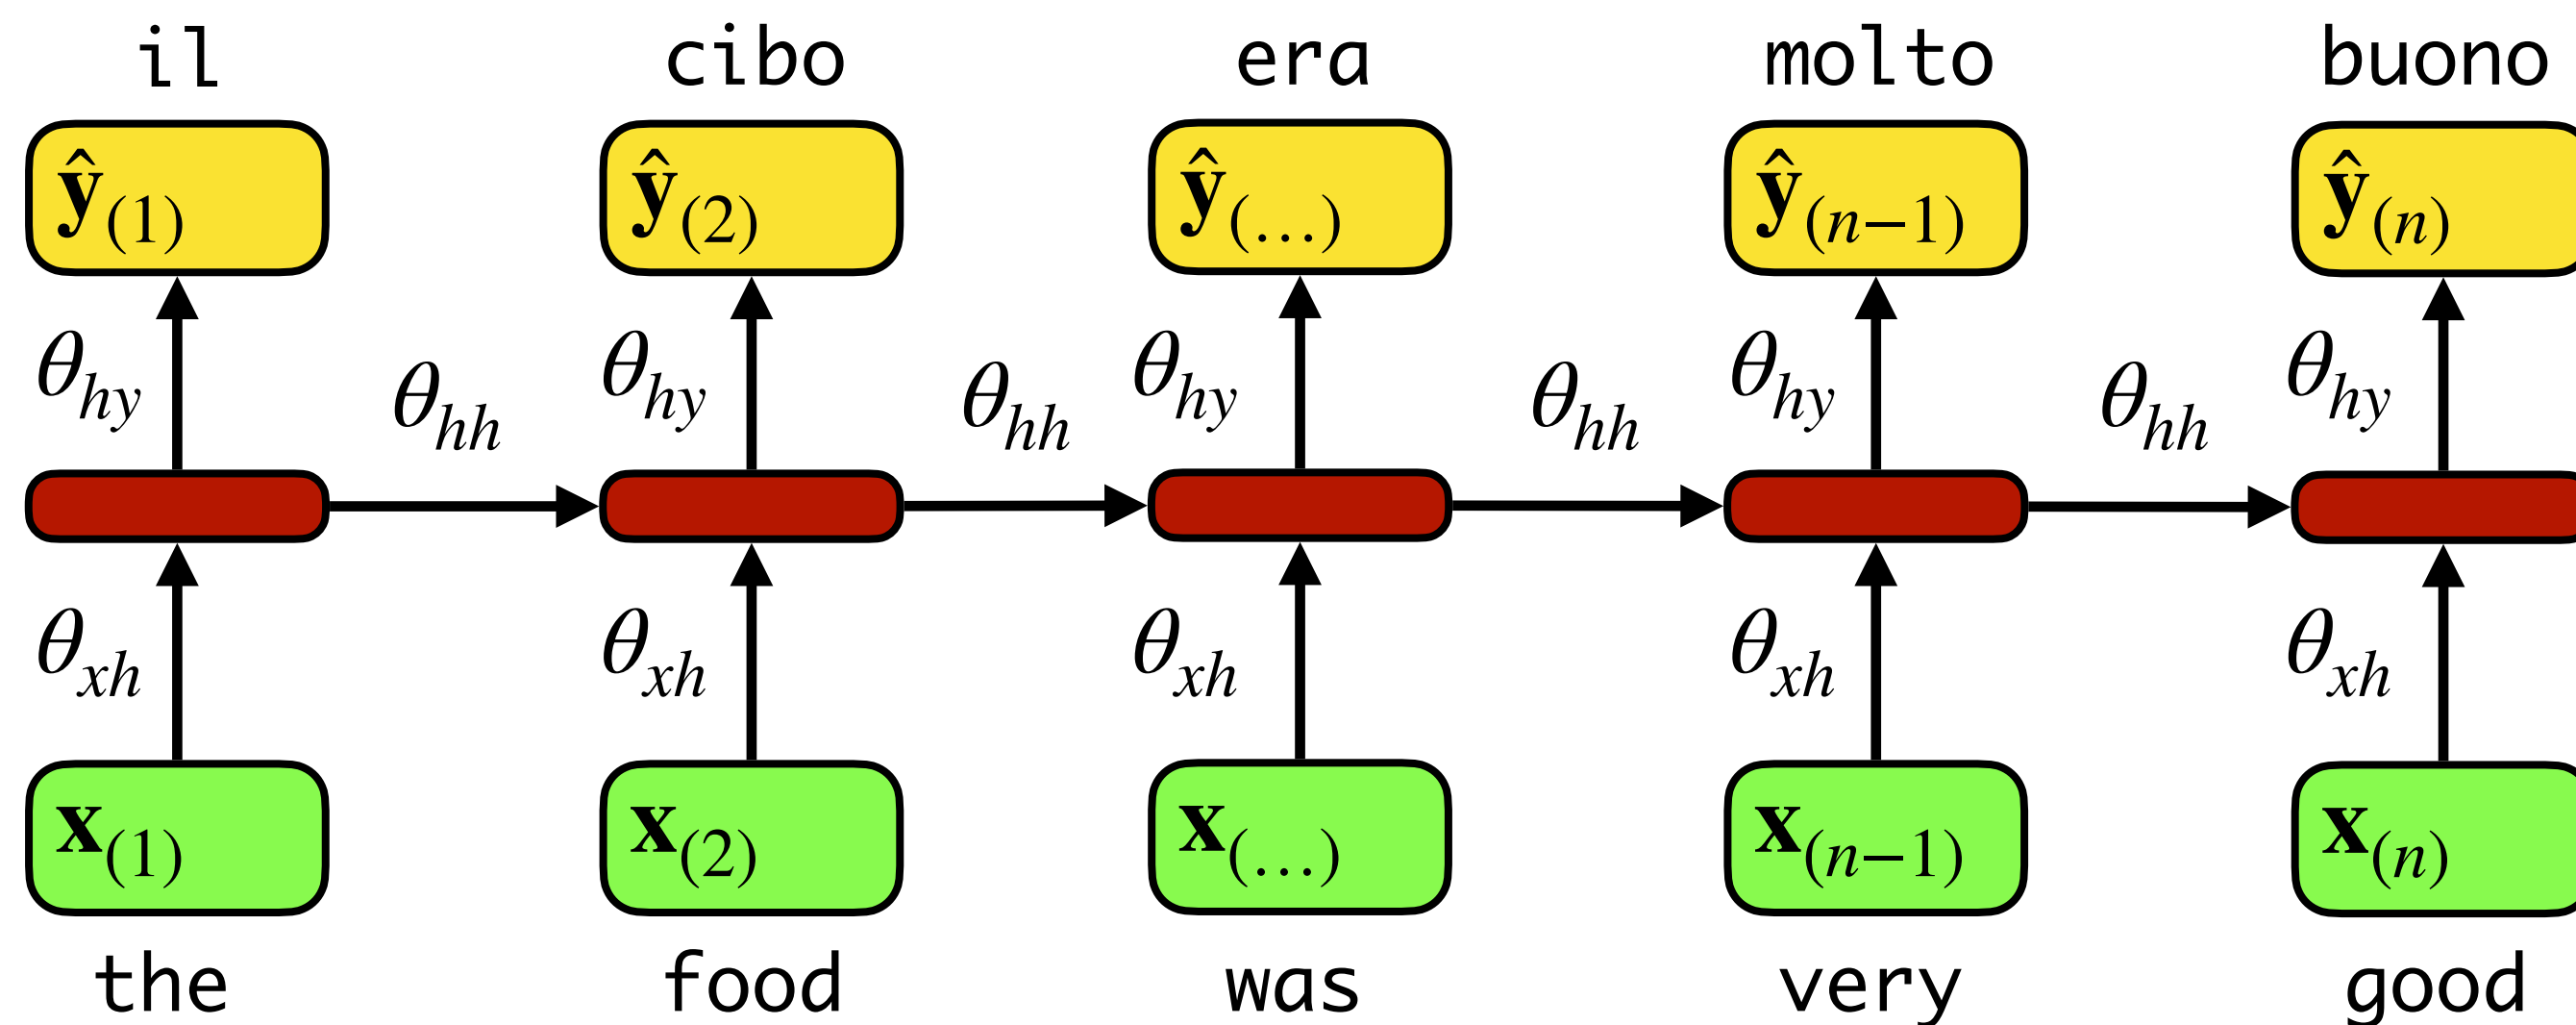 il cibo era molto buono
ŷ(1) ŷ(2) ŷ(…) ŷ(n−1) ŷ(n)
θhy θhy θhy θhy θhy
θhh θhh θhh θhh
θxh θxh θxh θxh θxh
x(1) x(2) x(…) x(n−1) x(n)
the food was very good